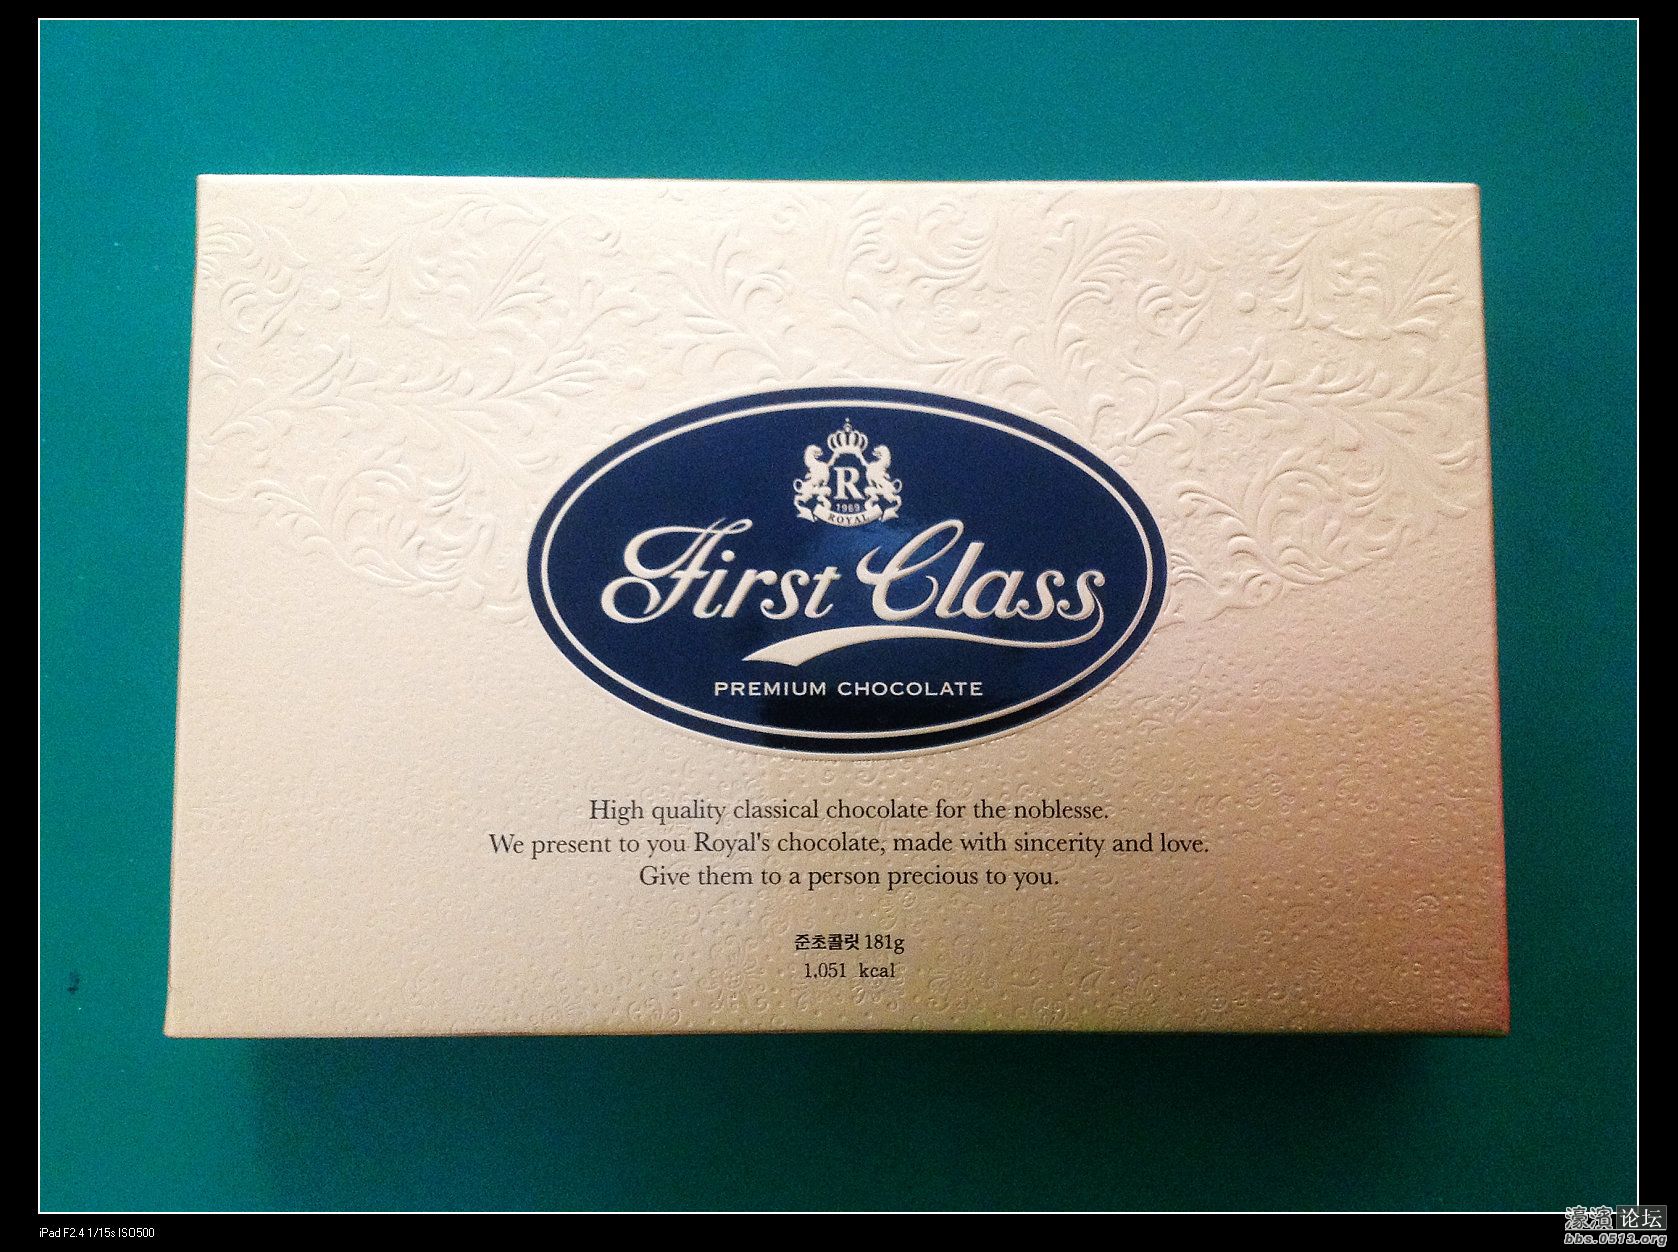 R
1969
ROYAL
First Class
PREMIUM CHOCOLATE
High quality classical chocolate for the noblesse.
We present to you Royal's chocolate, made with sincerity and love.
Give them to a person precious to you.
준초콜릿 181g
1,051 kcal
iPad F2.4 1/15s ISO500
濠滨论坛
bbs.0513.org